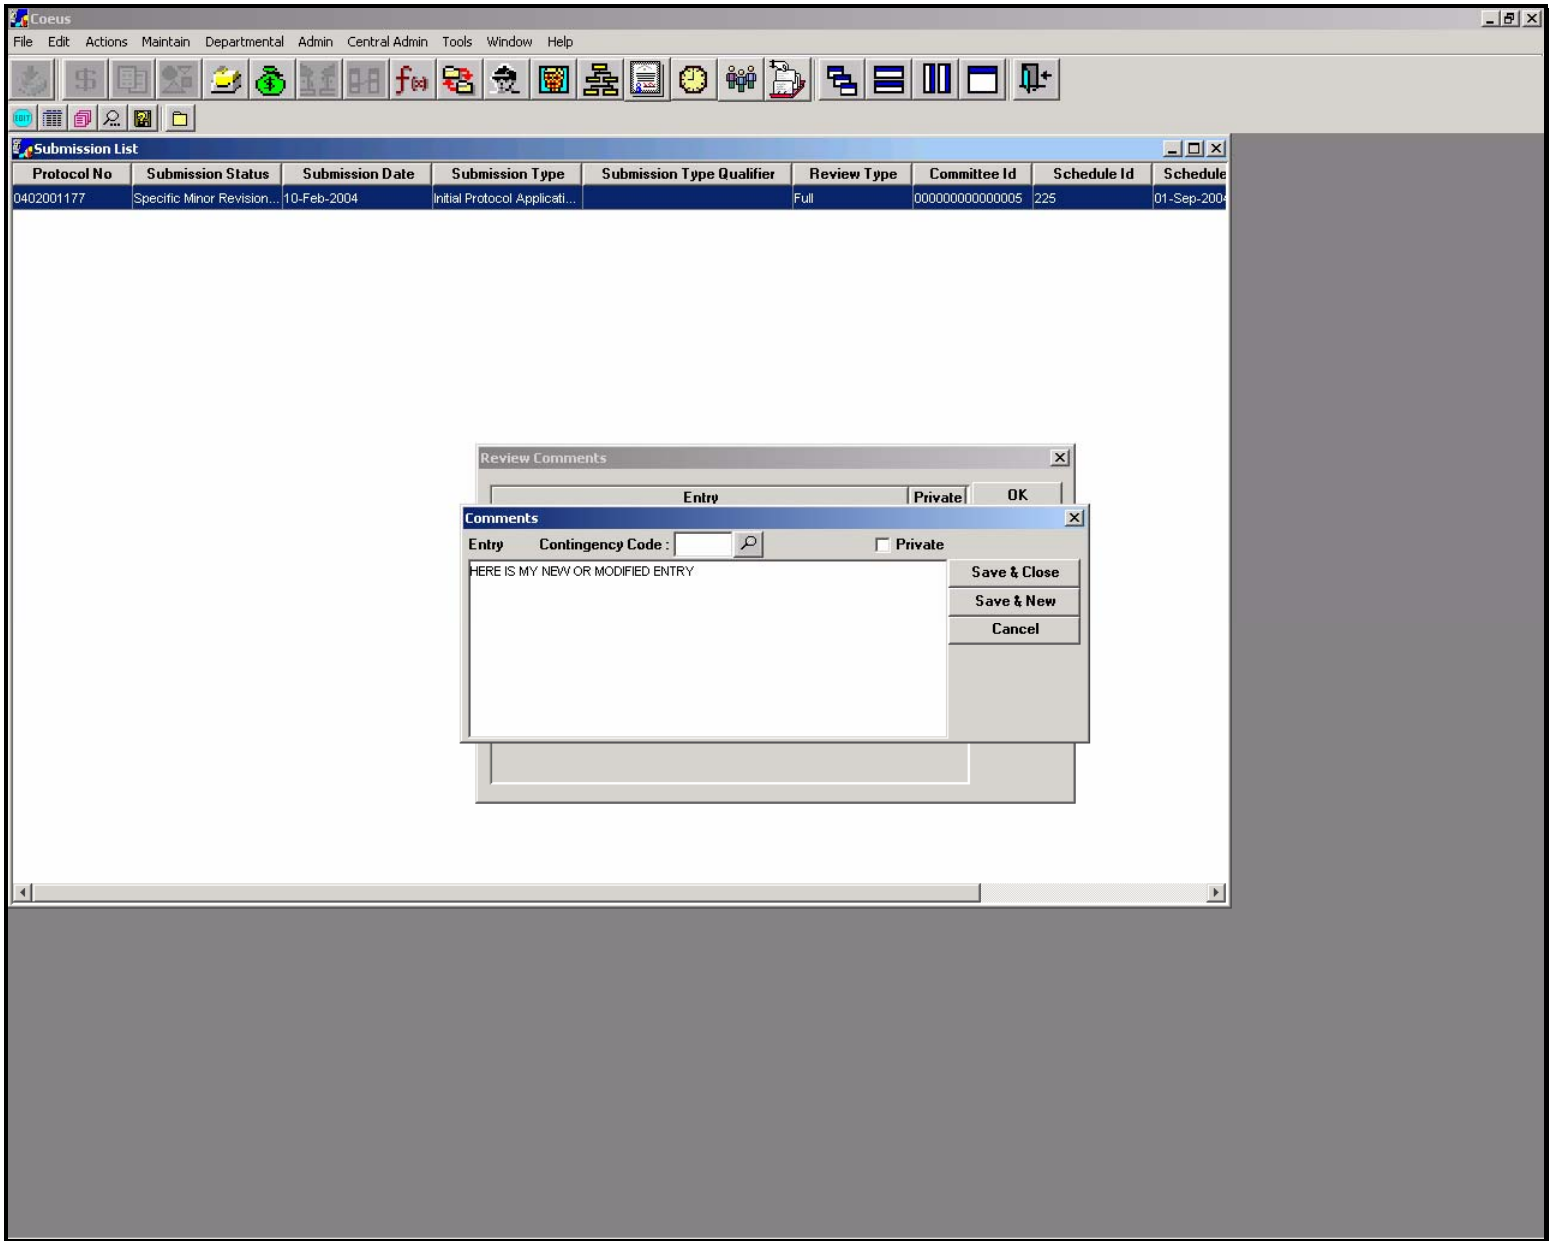 Coeus
File Edit Actions Maintain Departmental Admin Central Admin Tools Window Help
Submission List
Protocol No Submission Status Submission Date Submission Type Submission Type Qualifier Review Type Committee Id Schedule Id Schedule
0402001177 Specific Minor Revision... 10-Feb-2004 Initial Protocol Applicati... Full 000000000000005 225 01-Sep-2004
Review Comments
Entry Private OK
Comments
Entry Contingency Code : Private
HERE IS MY NEW OR MODIFIED ENTRY
Save & Close
Save & New
Cancel